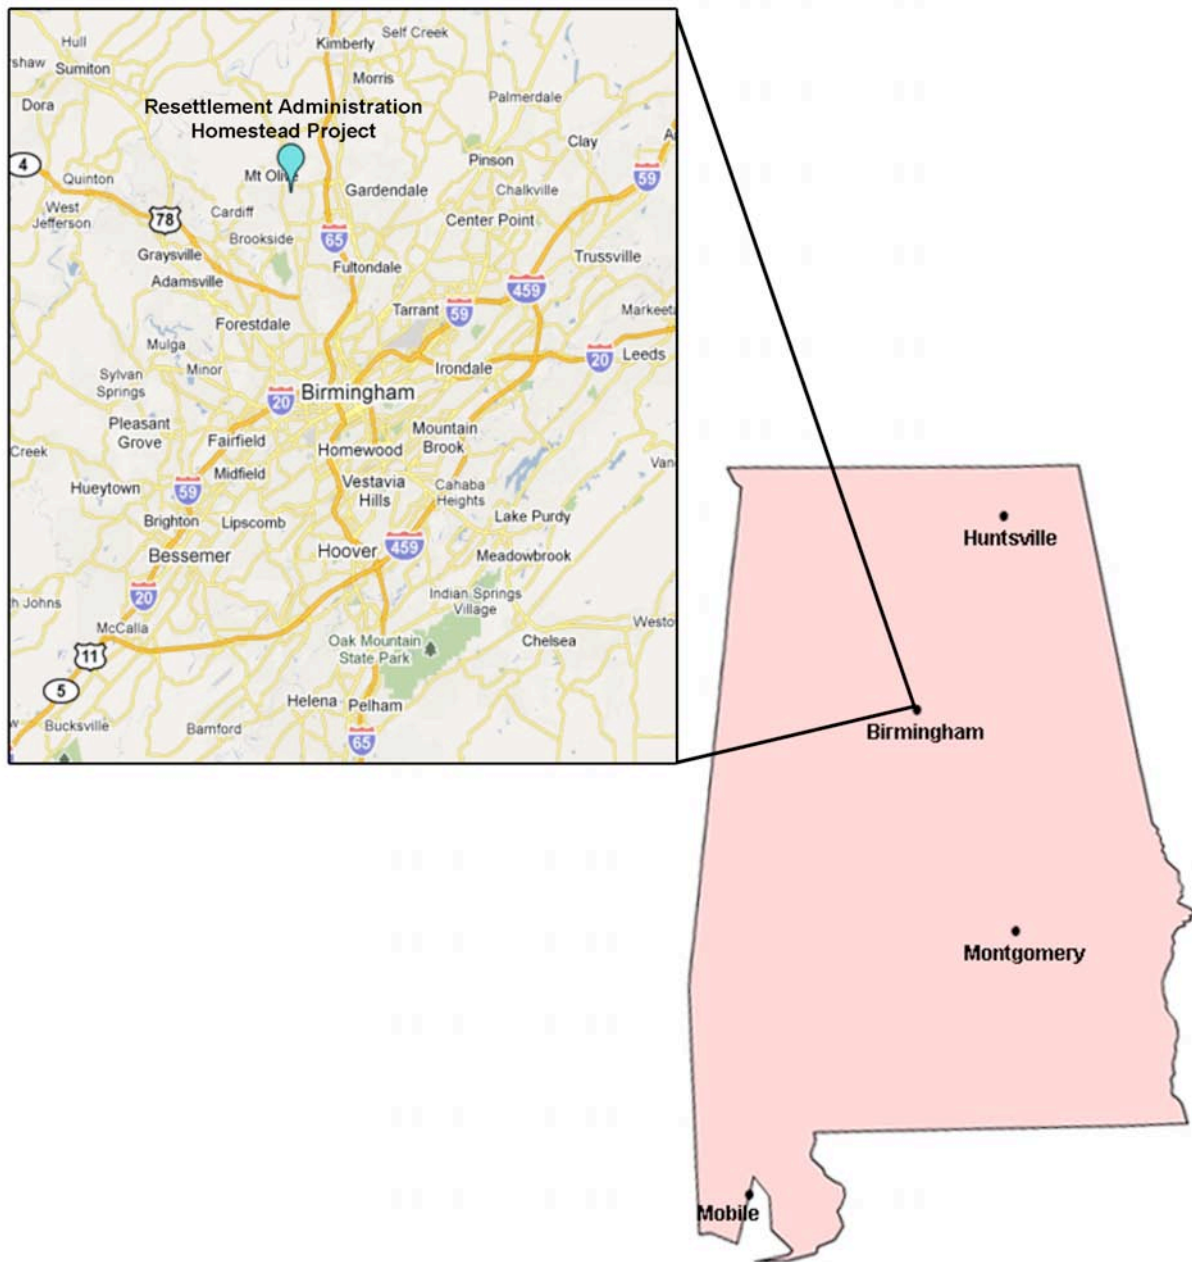 Hull
Self Creek
Kimberly
shaw
Sumiton
Morris
Dora
Palmerdale
Resettlement Administration
Homestead Project
Clay
4
Mt Olive
Pinson
59
Quinton
Gardendale
Chalkville
West
Jefferson
78
Cardiff
Center Point
Brookside
65
Graysville
Fultondale
Trussville
Adamsville
459
Tarrant
59
Forestdale
Mulga
Minor
Irondale
20
Leeds
Sylvan
Springs
20
Birmingham
Pleasant
Grove
Mountain
Brook
Creek
Fairfield
Homewood
Midfield
Vestavia
Hills
Cahaba
Heights
Hueytown
59
Brighton
Lipscomb
Lake Purdy
Bessemer
Hoover
459
Meadowbrook
20
Indian Springs
Village
h Johns
McCalla
Oak Mountain
State Park
Chelsea
11
5
Helena
Pelham
Bucksville
Bamford
65
Huntsville
Birmingham
Montgomery
Mobile